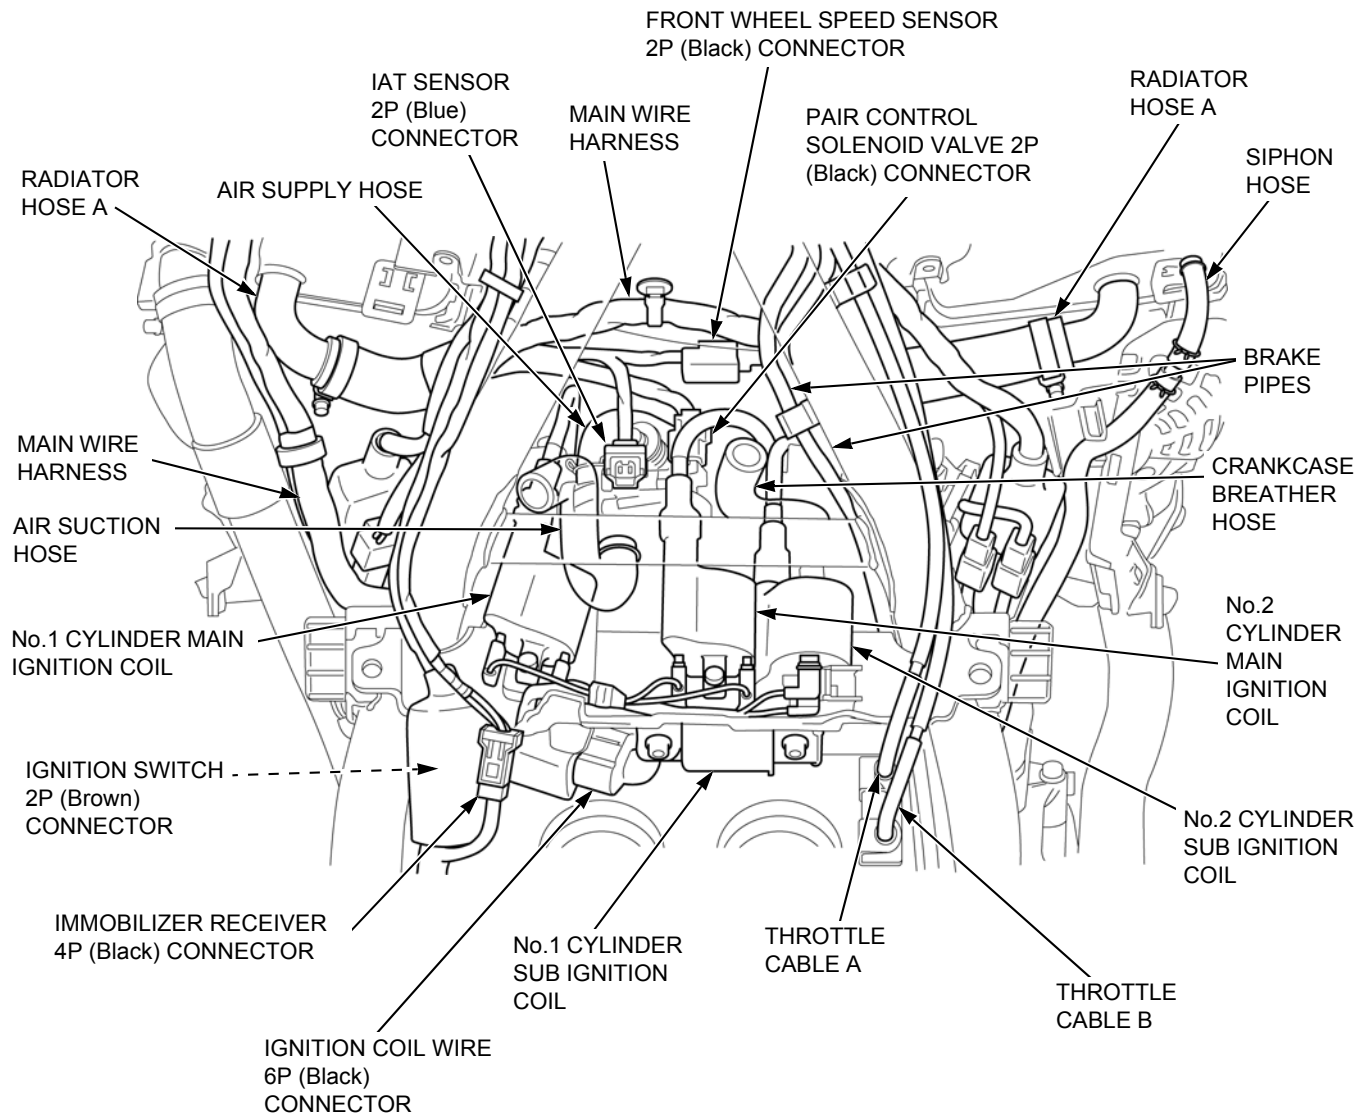 FRONT WHEEL SPEED SENSOR
2P (Black) CONNECTOR
IAT SENSOR
2P (Blue)
CONNECTOR
MAIN WIRE
HARNESS
PAIR CONTROL
SOLENOID VALVE 2P
(Black) CONNECTOR
RADIATOR
HOSE A
SIPHON
HOSE
RADIATOR
HOSE A
AIR SUPPLY HOSE
BRAKE
PIPES
MAIN WIRE
HARNESS
CRANKCASE
BREATHER
HOSE
AIR SUCTION
HOSE
No.1 CYLINDER MAIN
IGNITION COIL
No.2
CYLINDER
MAIN
IGNITION
COIL
IGNITION SWITCH
2P (Brown)
CONNECTOR
No.2 CYLINDER
SUB IGNITION
COIL
IMMOBILIZER RECEIVER
4P (Black) CONNECTOR
No.1 CYLINDER
SUB IGNITION
COIL
THROTTLE
CABLE A
THROTTLE
CABLE B
IGNITION COIL WIRE
6P (Black)
CONNECTOR